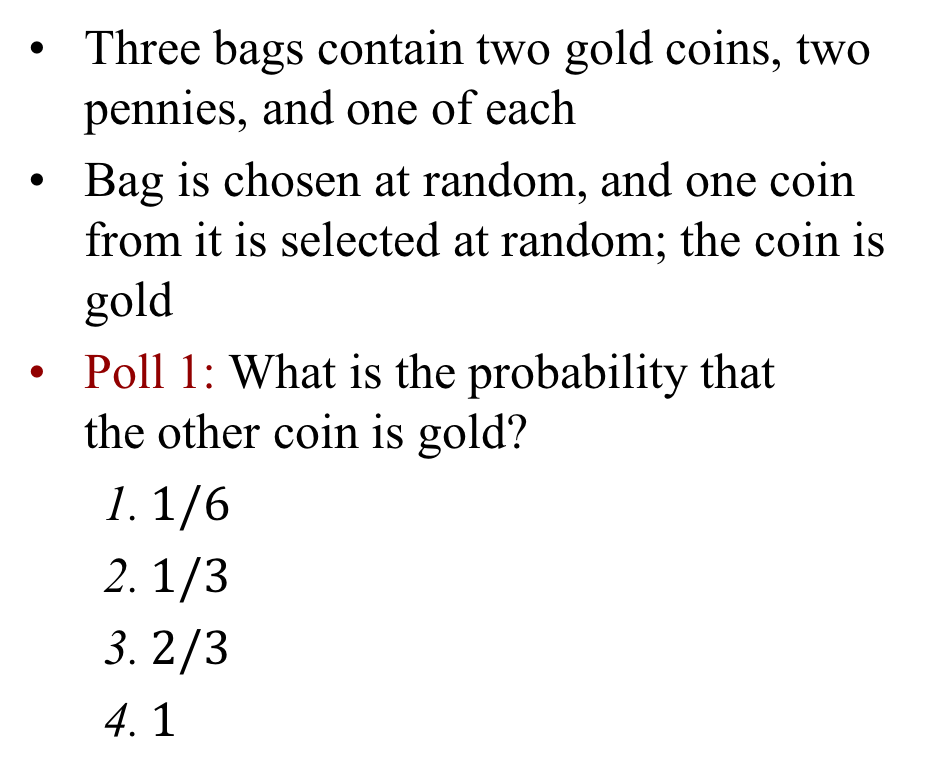 • Three bags contain two gold coins, two
pennies, and one of each
• Bag is chosen at random, and one coin
from it is selected at random; the coin is
gold
• Poll 1: What is the probability that
the other coin is gold?
1. 1/6
2. 1/3
3. 2/3
4. 1